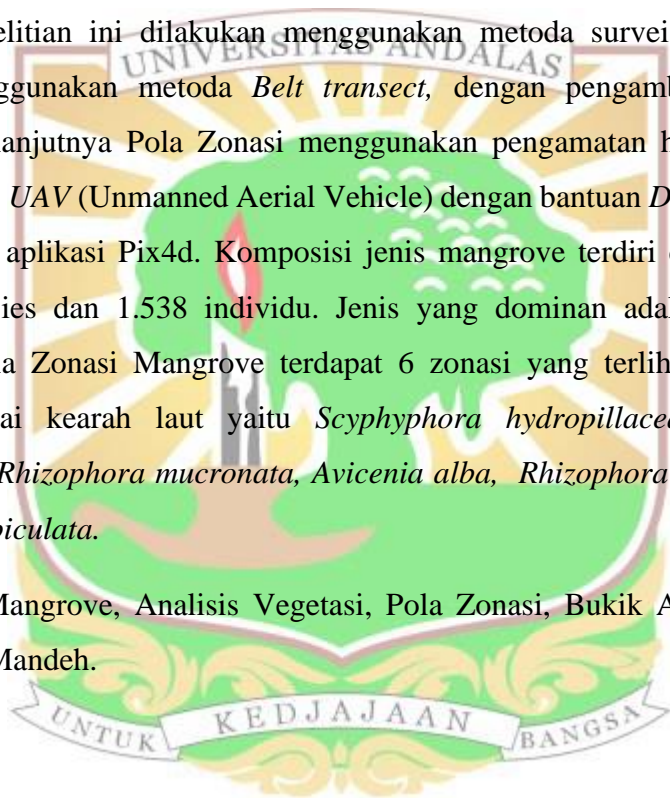 UNIVERSITAS ANDALAS
elitian ini dilakukan menggunakan metoda survei
ggunakan metoda Belt transect, dengan pengamb
anjutnya Pola Zonasi menggunakan pengamatan h
UAV (Unmanned Aerial Vehicle) dengan bantuan D
aplikasi Pix4d. Komposisi jenis mangrove terdiri
ies dan 1.538 individu. Jenis yang dominan adal
a Zonasi Mangrove terdapat 6 zonasi yang terlih
ai kearah laut yaitu Scyphyphora hydropillaced
Rhizophora mucronata, Avicenia alba, Rhizophora
piculata.
Mangrove, Analisis Vegetasi, Pola Zonasi, Bukik A
Mandeh.
UNTUK KEDJAJAAN BANGSA